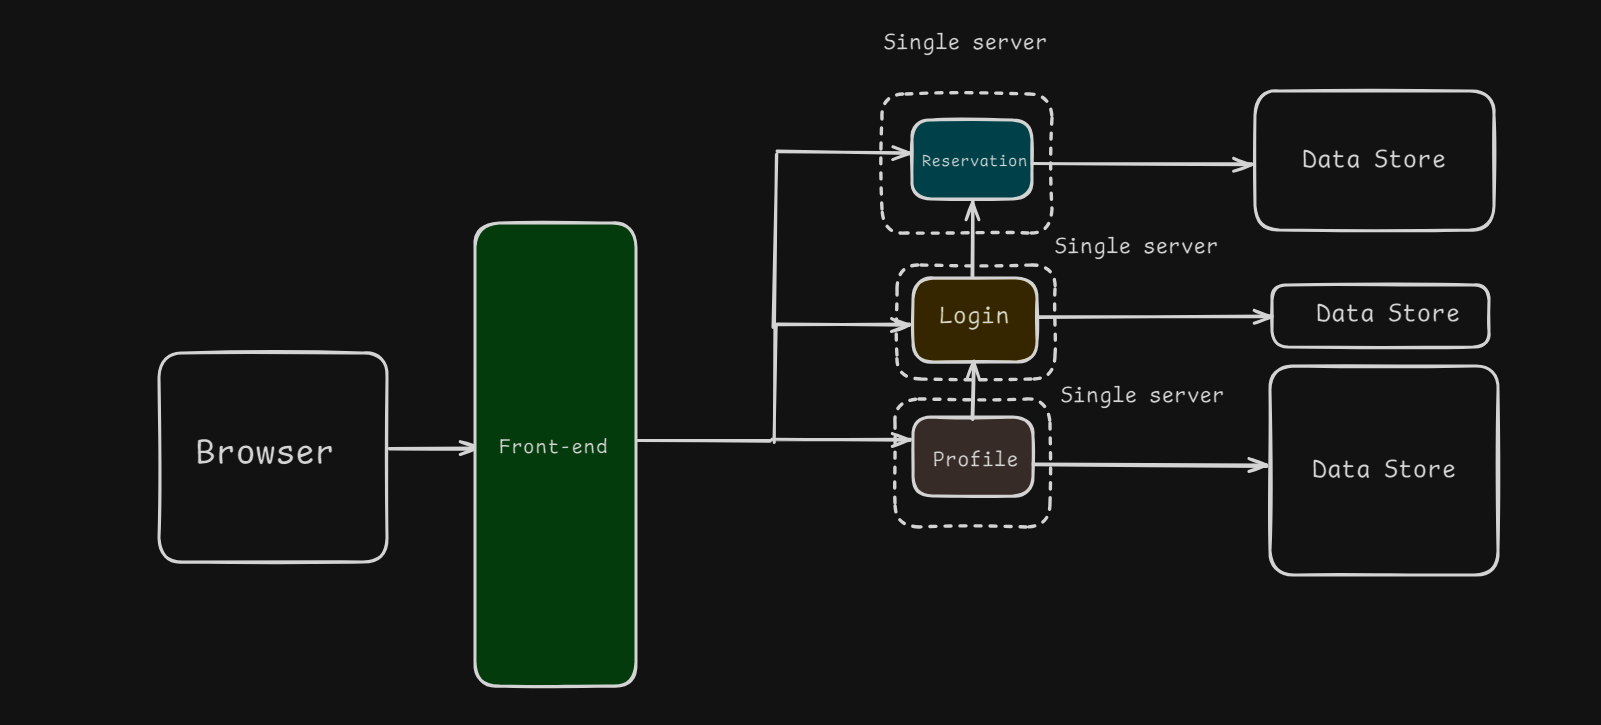 Single server
Reservation
Data Store
Single server
Login
Data Store
Single server
Browser
Front-end
Profile
Data Store